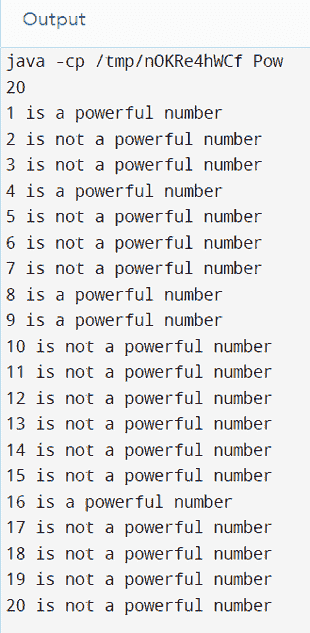 Output
java -cp /tmp/nOKRe4hWCf Pow
20
1 is a powerful number
2 is not a powerful number
3 is not a powerful number
4 is a powerful number
5 is not a powerful number
6 is not a powerful number
7 is not a powerful number
8 is a powerful number
9 is a powerful number
10 is not a powerful number
11 is not a powerful number
12 is not a powerful number
13 is not a powerful number
14 is not a powerful number
15 is not a powerful number
16 is a powerful number
17 is not a powerful number
18 is not a powerful number
19 is not a powerful number
20 is not a powerful number